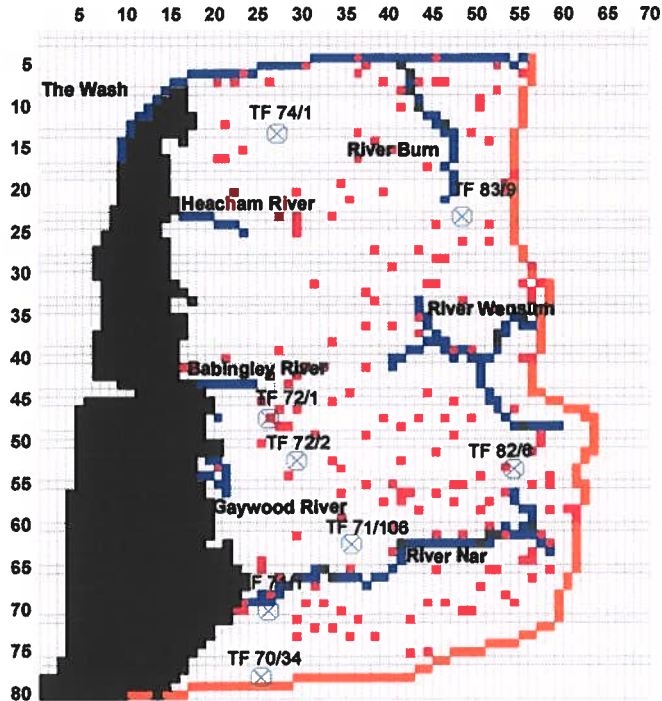 5 10 15 20 25 30 35 40 45 50 55 60 65 70
5
The Wash
10
TF 74/1
15
River Burn
20
TF 83/9
Heacham River
25
30
River Wensum
35
40
Babingley River
45
TF 72/1
50
TF 72/2
TF 82/6
55
Gaywood River
60
TF 71/106
65
River Nar
70
75
TF 70/34
80